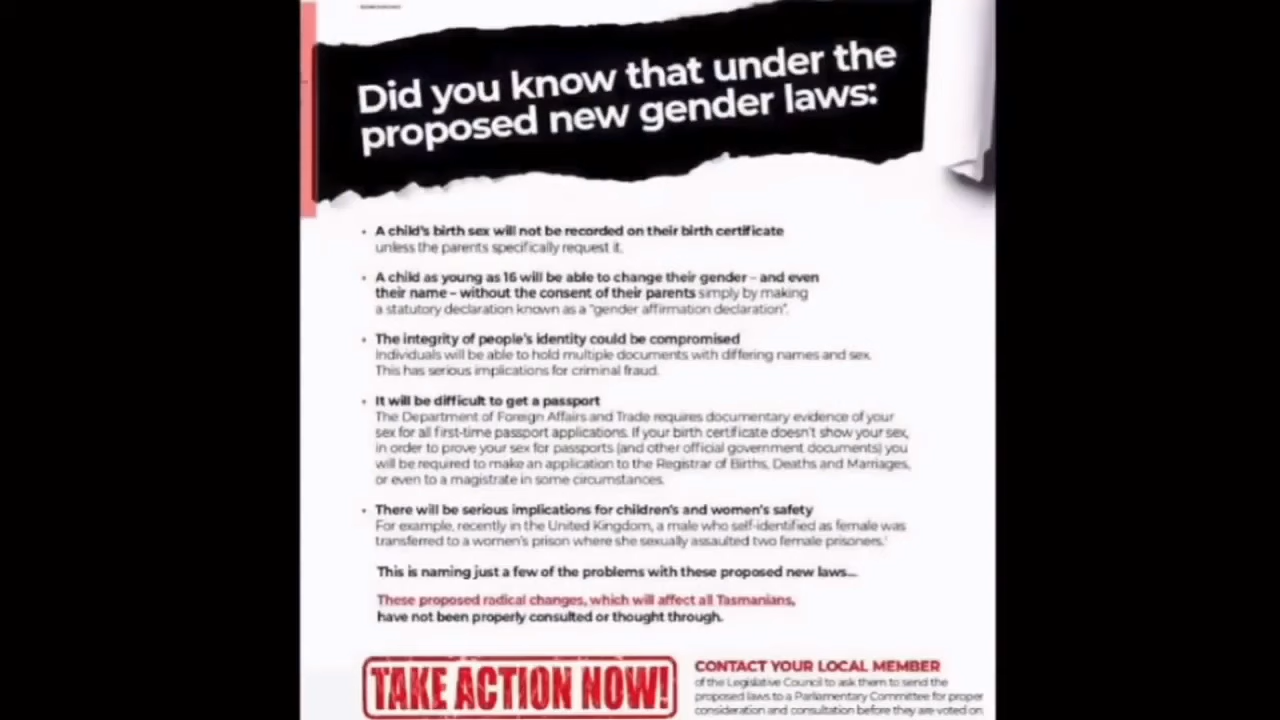 Did you know that under the
proposed new gender laws:
• A child's birth sex will not be recorded on their birth certificate
unless the parents specifically request it.
• A child as young as 16 will be able to change their gender – and even
their name – without the consent of their parents simply by making
a statutory declaration known as a "gender affirmation declaration".
• The integrity of people's identity could be compromised
Individuals will be able to hold multiple documents with differing names and sex.
This has serious implications for criminal fraud.
• It will be difficult to get a passport
The Department of Foreign Affairs and Trade requires documentary evidence of your
sex for all first-time passport applications. If your birth certificate doesn't show your sex,
in order to prove your sex for passports (and other official government documents) you
will be required to make an application to the Registrar of Births, Deaths and Marriages,
or even to a magistrate in some circumstances.
• There will be serious implications for children's and women's safety
For example, recently in the United Kingdom, a male who self-identified as female was
transferred to a women's prison where she sexually assaulted two female prisoners.¹
This is naming just a few of the problems with these proposed new laws...
These proposed radical changes, which will affect all Tasmanians,
have not been properly consulted or thought through.
TAKE ACTION NOW!
CONTACT YOUR LOCAL MEMBER
of the Legislative Council to ask them to send the
proposed laws to a Parliamentary Committee for proper
consideration and consultation before they are voted on.